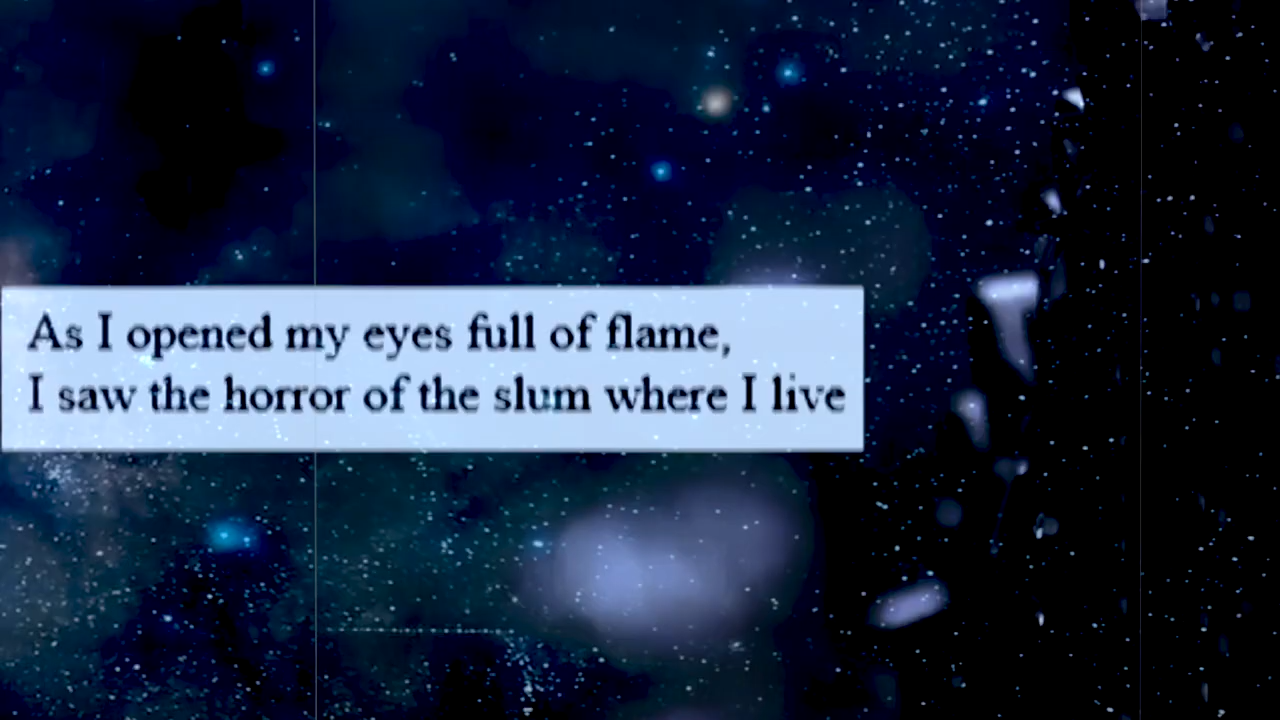 As I opened my eyes full of flame,
I saw the horror of the slum where I live